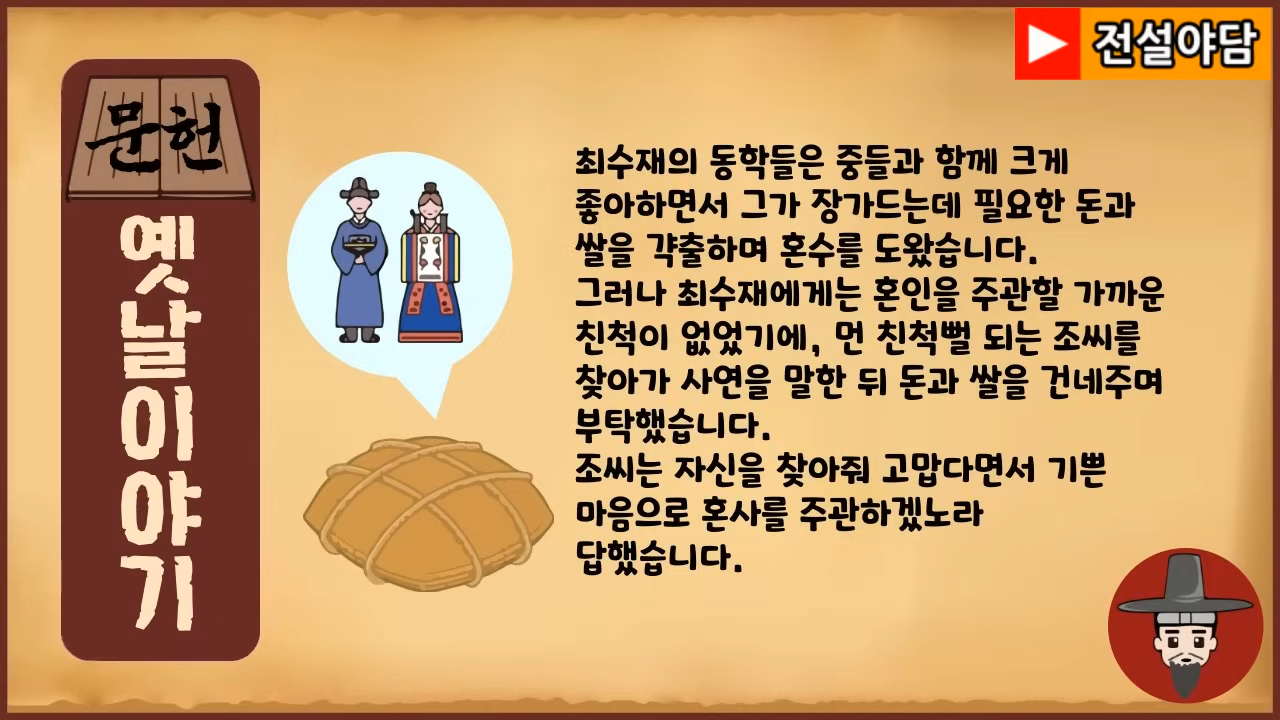 전설야담
문헌
옛날이야기
최수재의 동학들은 중들과 함께 크게
좋아하면서 그가 장가드는데 필요한 돈과
쌀을 갹출하며 혼수를 도왔습니다.
그러나 최수재에게는 혼인을 주관할 가까운
친척이 없었기에, 먼 친척뻘 되는 조씨를
찾아가 사연을 말한 뒤 돈과 쌀을 건네주며
부탁했습니다.
조씨는 자신을 찾아줘 고맙다면서 기쁜
마음으로 혼사를 주관하겠노라
답했습니다.